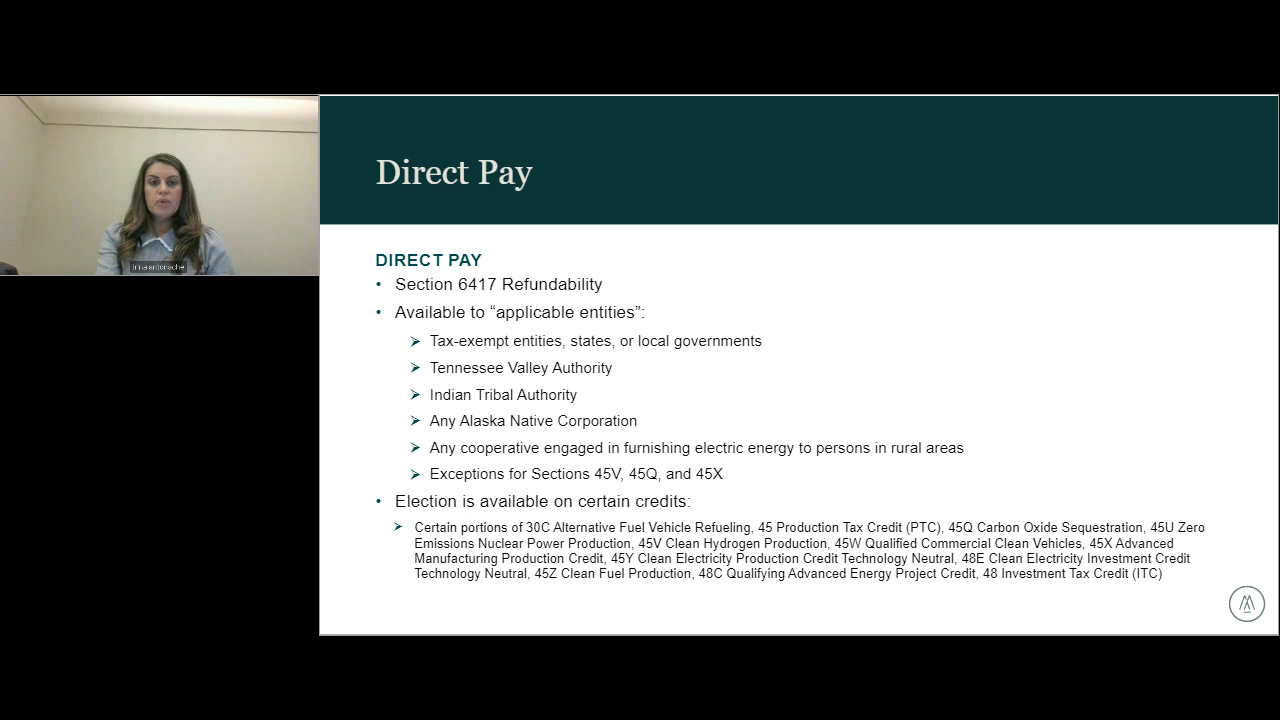 Direct Pay
DIRECT PAY
• Section 6417 Refundability
• Available to “applicable entities”:
➢ Tax-exempt entities, states, or local governments
➢ Tennessee Valley Authority
➢ Indian Tribal Authority
➢ Any Alaska Native Corporation
➢ Any cooperative engaged in furnishing electric energy to persons in rural areas
➢ Exceptions for Sections 45V, 45Q, and 45X
• Election is available on certain credits:
➢ Certain portions of 30C Alternative Fuel Vehicle Refueling, 45 Production Tax Credit (PTC), 45Q Carbon Oxide Sequestration, 45U Zero
Emissions Nuclear Power Production, 45V Clean Hydrogen Production, 45W Qualified Commercial Clean Vehicles, 45X Advanced
Manufacturing Production Credit, 45Y Clean Electricity Production Credit Technology Neutral, 48E Clean Electricity Investment Credit
Technology Neutral, 45Z Clean Fuel Production, 48C Qualifying Advanced Energy Project Credit, 48 Investment Tax Credit (ITC)
irina antonache